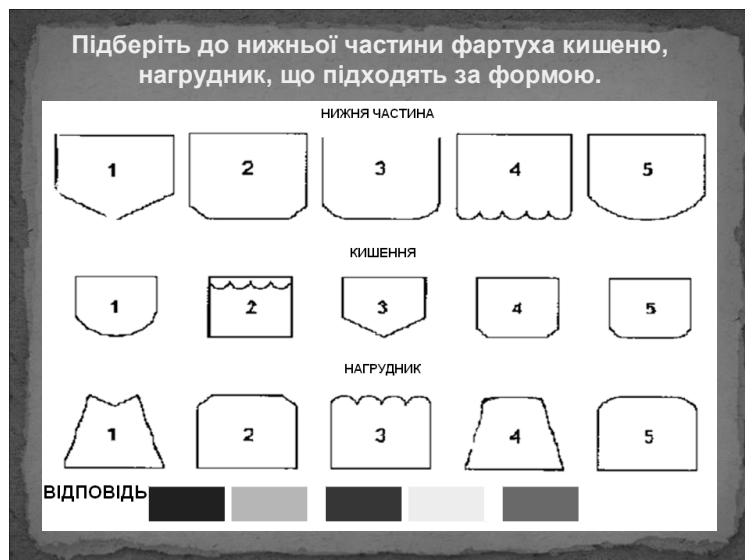 Підберіть до нижньої частини фартуха кишеню,
нагрудник, що підходять за формою.
НИЖНЯ ЧАСТИНА
1 2 3 4 5
КИШЕННЯ
1 2 3 4 5
НАГРУДНИК
1 2 3 4 5
ВІДПОВІДЬ